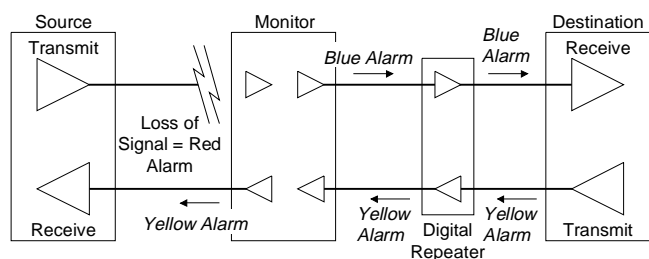 Source
Monitor
Destination
Transmit
Blue Alarm
Blue
Alarm
Receive
Loss of
Signal = Red
Alarm
Receive
Yellow Alarm
Yellow
Alarm
Digital
Repeater
Yellow
Alarm
Transmit